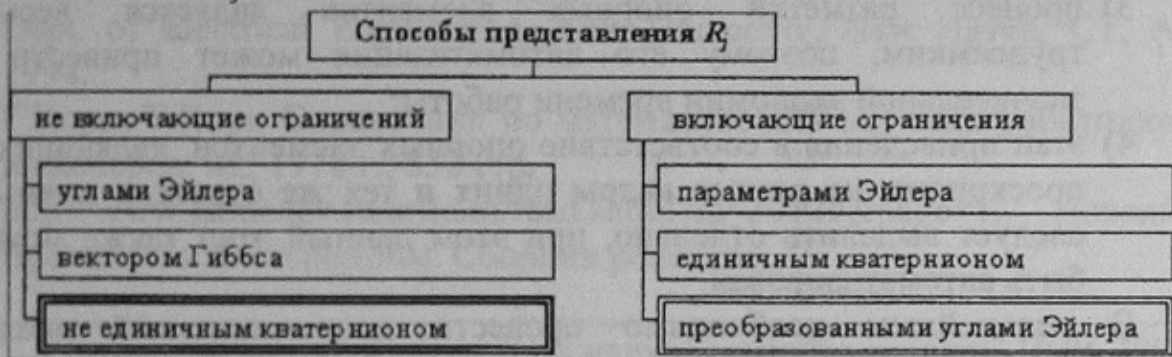 Способы представления Rj
не включающие ограничений
углами Эйлера
вектором Гиббса
не единичным кватернионом
включающие ограничения
параметрами Эйлера
единичным кватернионом
преобразованными углами Эйлера